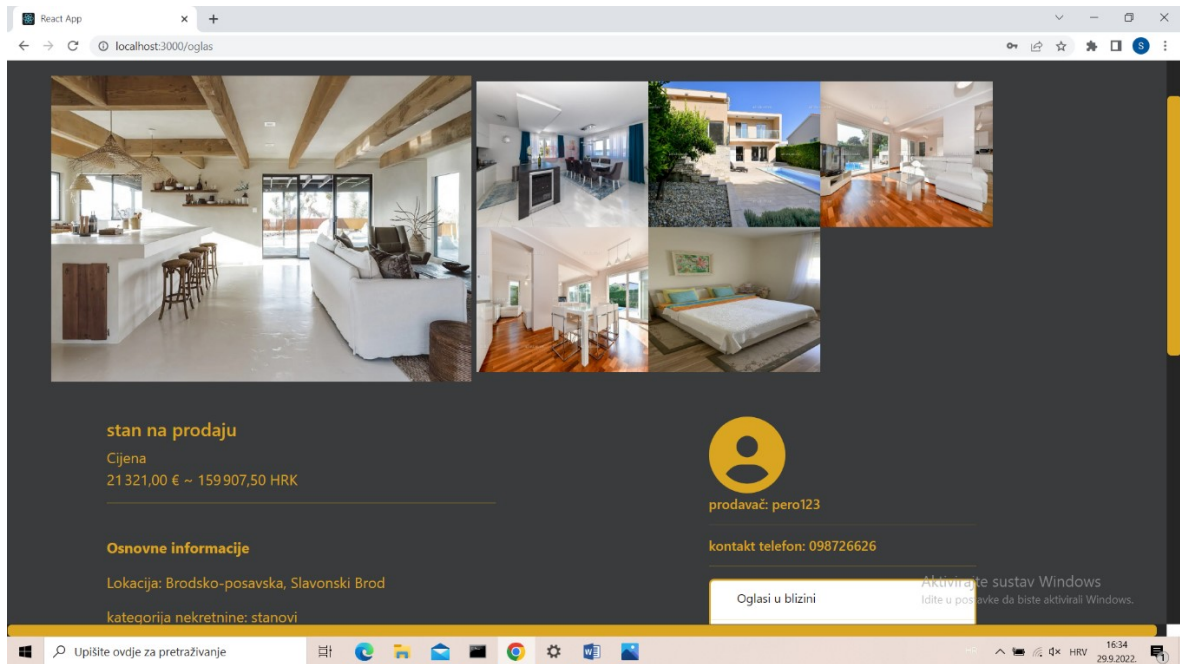 React App
localhost:3000/oglas
S
stan na prodaju
Cijena
21 321,00 € ~ 159 907,50 HRK
prodavač: pero123
Osnovne informacije
kontakt telefon: 098726626
Lokacija: Brodsko-posavska, Slavonski Brod
kategorija nekretnine: stanovi
Oglasi u blizini
Aktivirajte sustav Windows
Idite u postavke da biste aktivirali Windows.
Upišite ovdje za pretraživanje
HRV
16:34
29.9.2022.
1